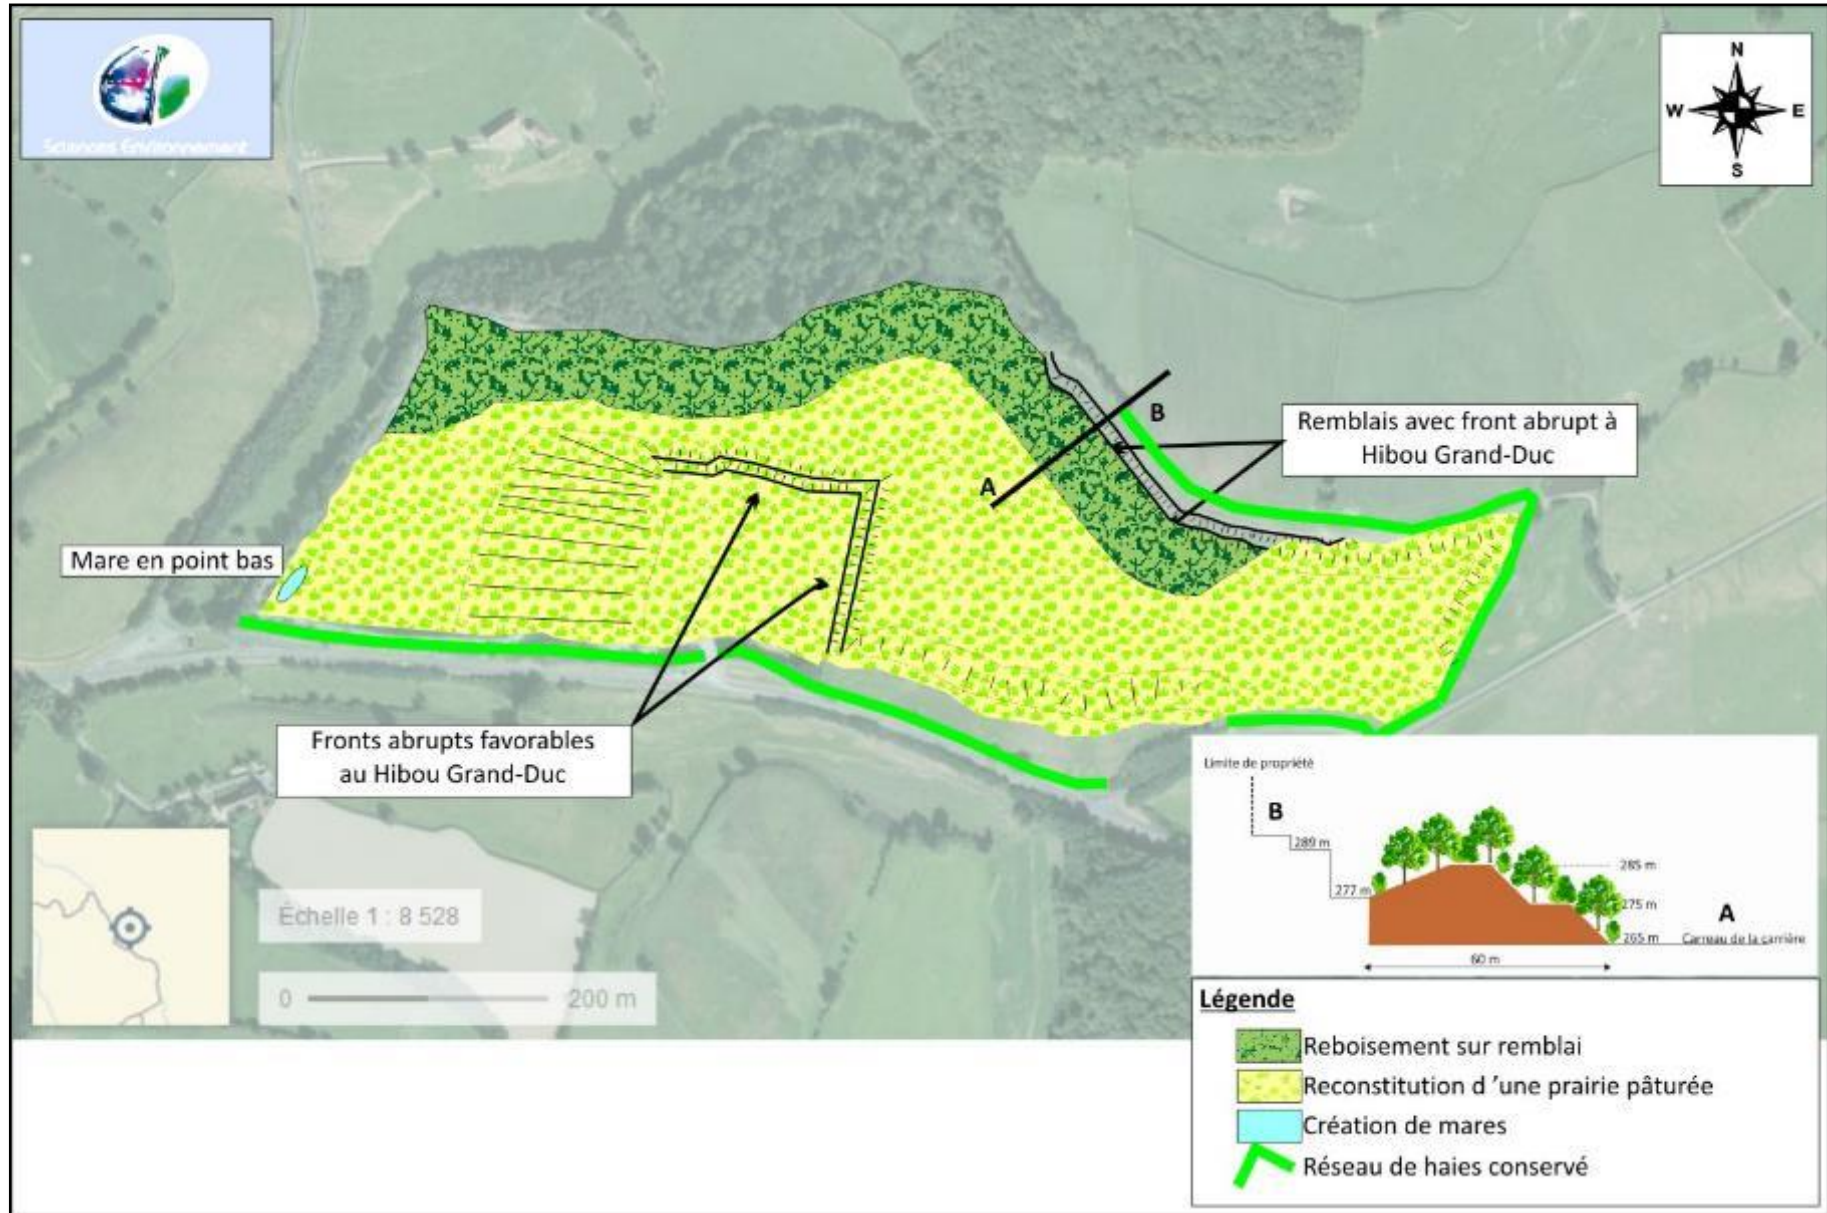 Sciences Environnement
N
W
E
S
B
A
Remblais avec front abrupt à
Hibou Grand-Duc
Mare en point bas
Fronts abrupts favorables
au Hibou Grand-Duc
Échelle 1 : 8 528
0
200 m
Limite de propriété
B
289 m
277 m
285 m
275 m
A
265 m
Carreau de la carrière
60 m
Légende
Reboisement sur remblai
Reconstitution d ’une prairie pâturée
Création de mares
Réseau de haies conservé